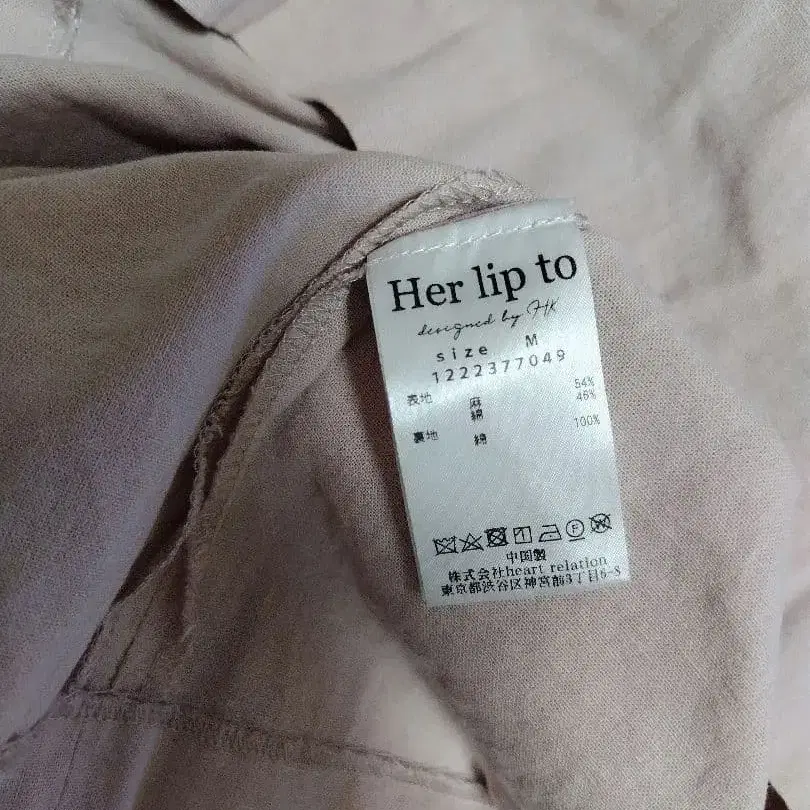 Her lip to
designed by HK
size M
1222377049
表地 麻 54%
綿 46%
裏地 綿 100%
中国製
株式会社heart relation
東京都渋谷区神宮前3丁目6-8